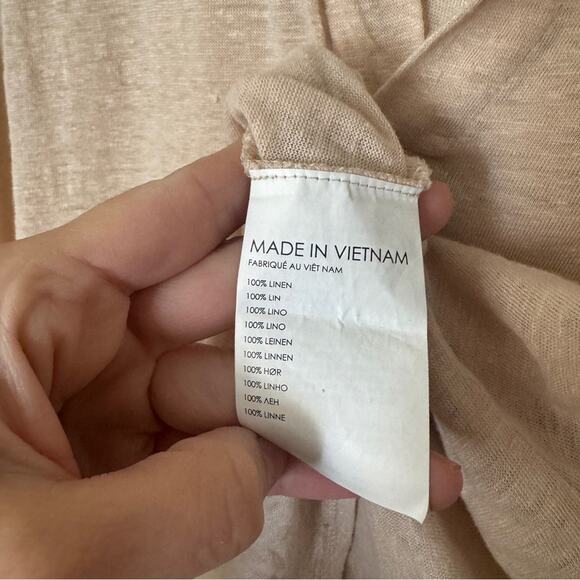 MADE IN VIETNAM
FABRIQUÉ AU VIÊT NAM
100% LINEN
100% LIN
100% LINO
100% LINO
100% LEINEN
100% LINNEN
100% HØR
100% LINHO
100% ΛEH
100% LINNE